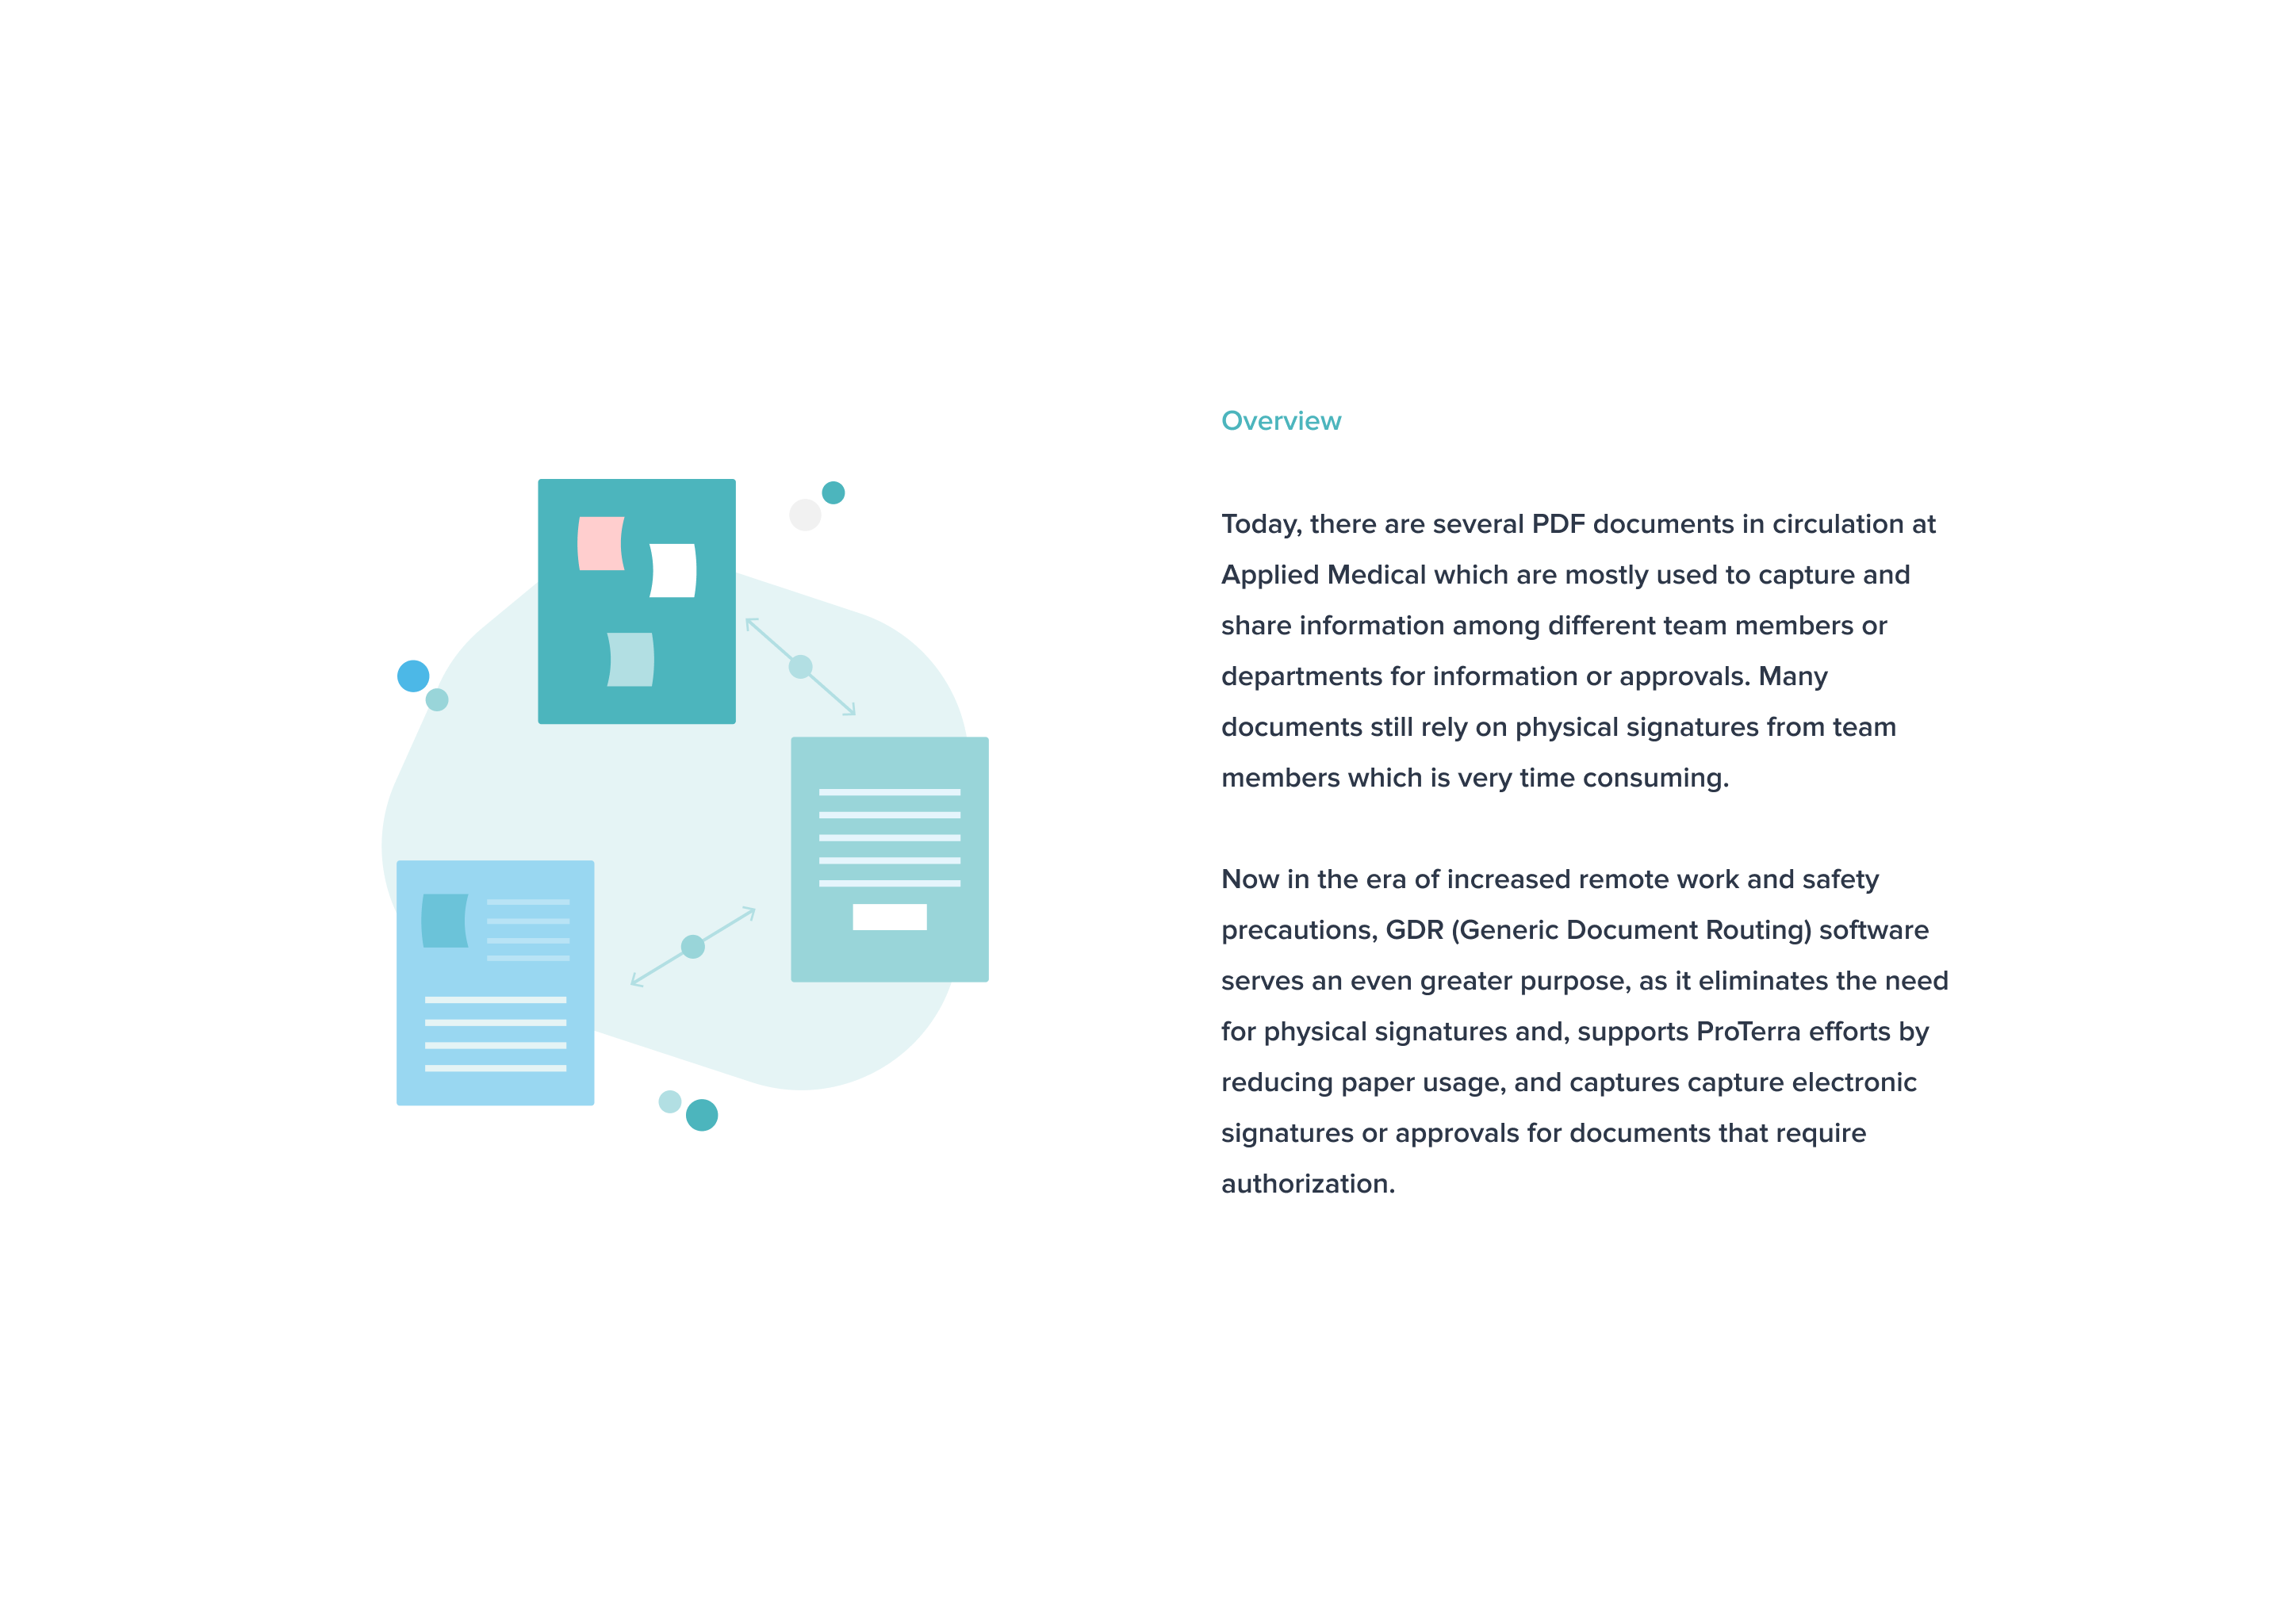 Overview
Today, there are several PDF documents in circulation at
Applied Medical which are mostly used to capture and
share information among different team members or
departments for information or approvals. Many
documents still rely on physical signatures from team
members which is very time consuming.
Now in the era of increased remote work and safety
precautions, GDR (Generic Document Routing) software
serves an even greater purpose, as it eliminates the need
for physical signatures and, supports ProTerra efforts by
reducing paper usage, and captures capture electronic
signatures or approvals for documents that require
authorization.